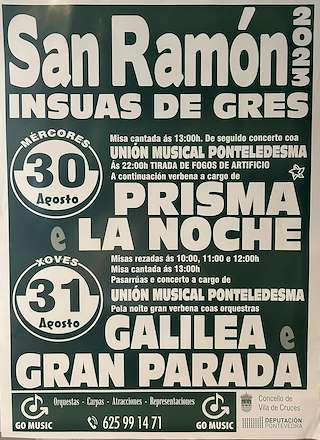 San Ramón 2023
INSUAS DE GRES
MÉRCORES
30
Agosto
Misa cantada ás 13:00h. De seguido concerto coa
UNIÓN MUSICAL PONTELEDESMA
Ás 22:00h TIRADA DE FOGOS DE ARTIFICIO
A continuación verbena a cargo de
PRISMA
e LA NOCHE
XOVES
31
Agosto
Misas rezadas ás 10:00, 11:00 e 12:00h
Misa cantada ás 13:00h
Pasarrúas e concerto a cargo de
UNIÓN MUSICAL PONTELEDESMA
Pola noite gran verbena coas orquestras
GALILEA e
GRAN PARADA
GO MUSIC
Orquestas - Carpas - Atracciones - Representaciones
625 99 14 71
GO MUSIC
Concello de
Vila de Cruces
DEPUTACIÓN
PONTEVEDRA